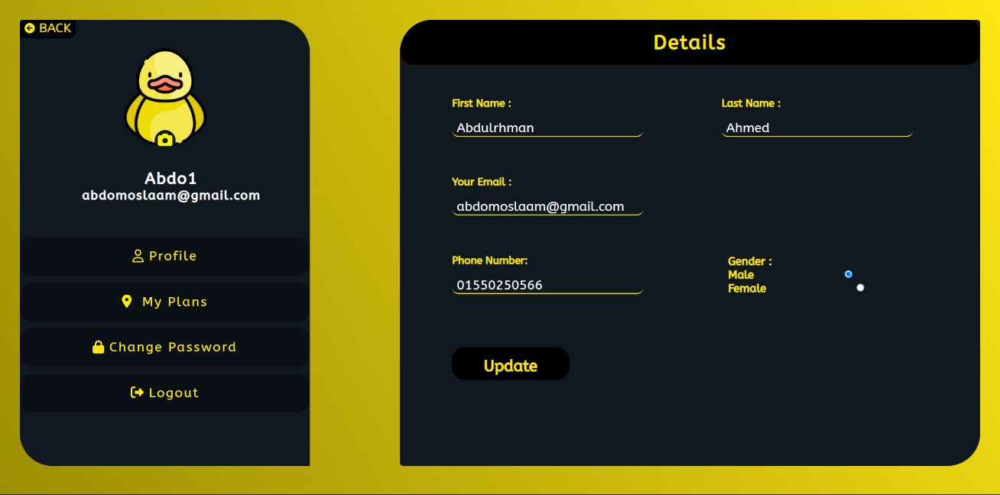 BACK
Abdo1
abdomoslaam@gmail.com
Profile
My Plans
Change Password
Logout
Details
First Name :
Last Name :
Abdulrhman
Ahmed
Your Email :
abdomoslaam@gmail.com
Phone Number:
Gender :
Male
01550250566
Female
Update